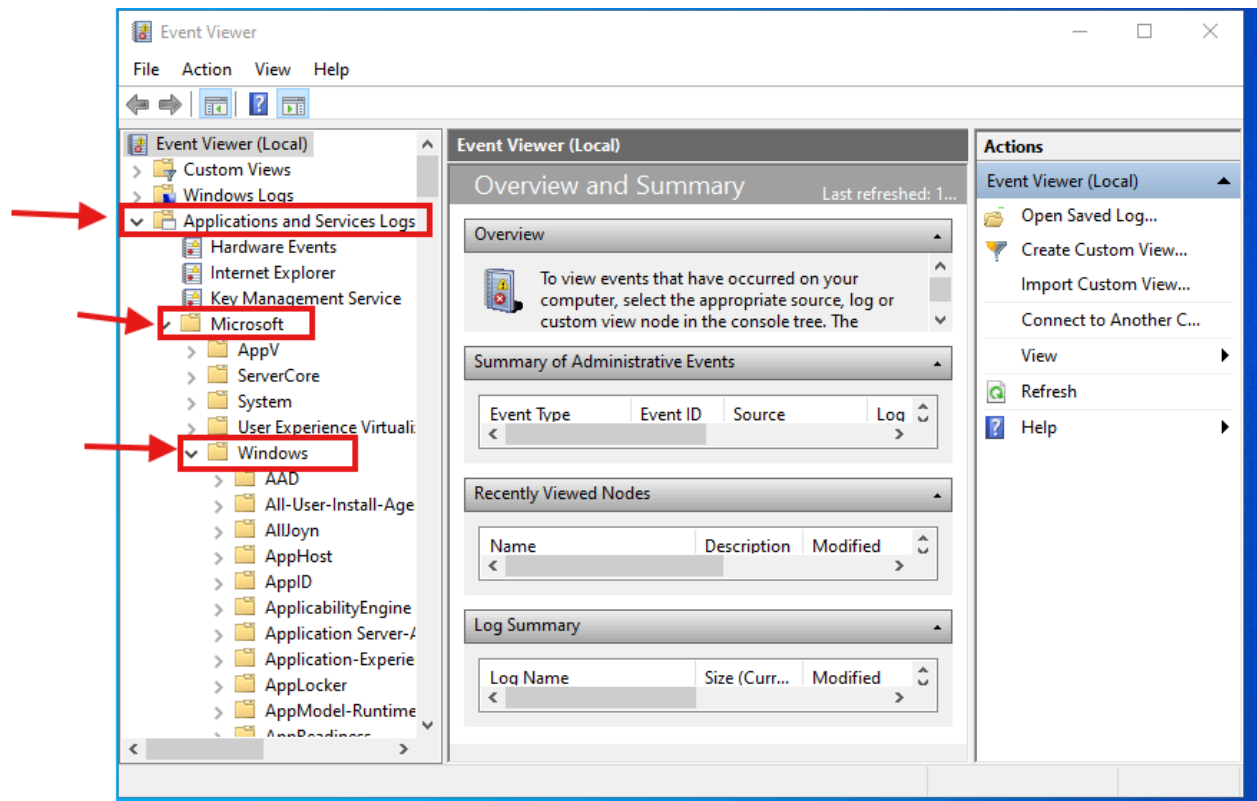 Event Viewer
File Action View Help
Event Viewer (Local)
Custom Views
Windows Logs
Applications and Services Logs
Hardware Events
Internet Explorer
Key Management Service
Microsoft
AppV
ServerCore
System
User Experience Virtuali
Windows
AAD
All-User-Install-Age
AllJoyn
AppHost
AppID
ApplicabilityEngine
Application Server-A
Application-Experie
AppLocker
AppModel-Runtime
AppReadiness
Event Viewer (Local)
Overview and Summary Last refreshed: 1...
Overview
To view events that have occurred on your
computer, select the appropriate source, log or
custom view node in the console tree. The
Summary of Administrative Events
Event Type Event ID Source Log
Recently Viewed Nodes
Name Description Modified
Log Summary
Log Name Size (Curr... Modified
Actions
Event Viewer (Local)
Open Saved Log...
Create Custom View...
Import Custom View...
Connect to Another C...
View
Refresh
Help